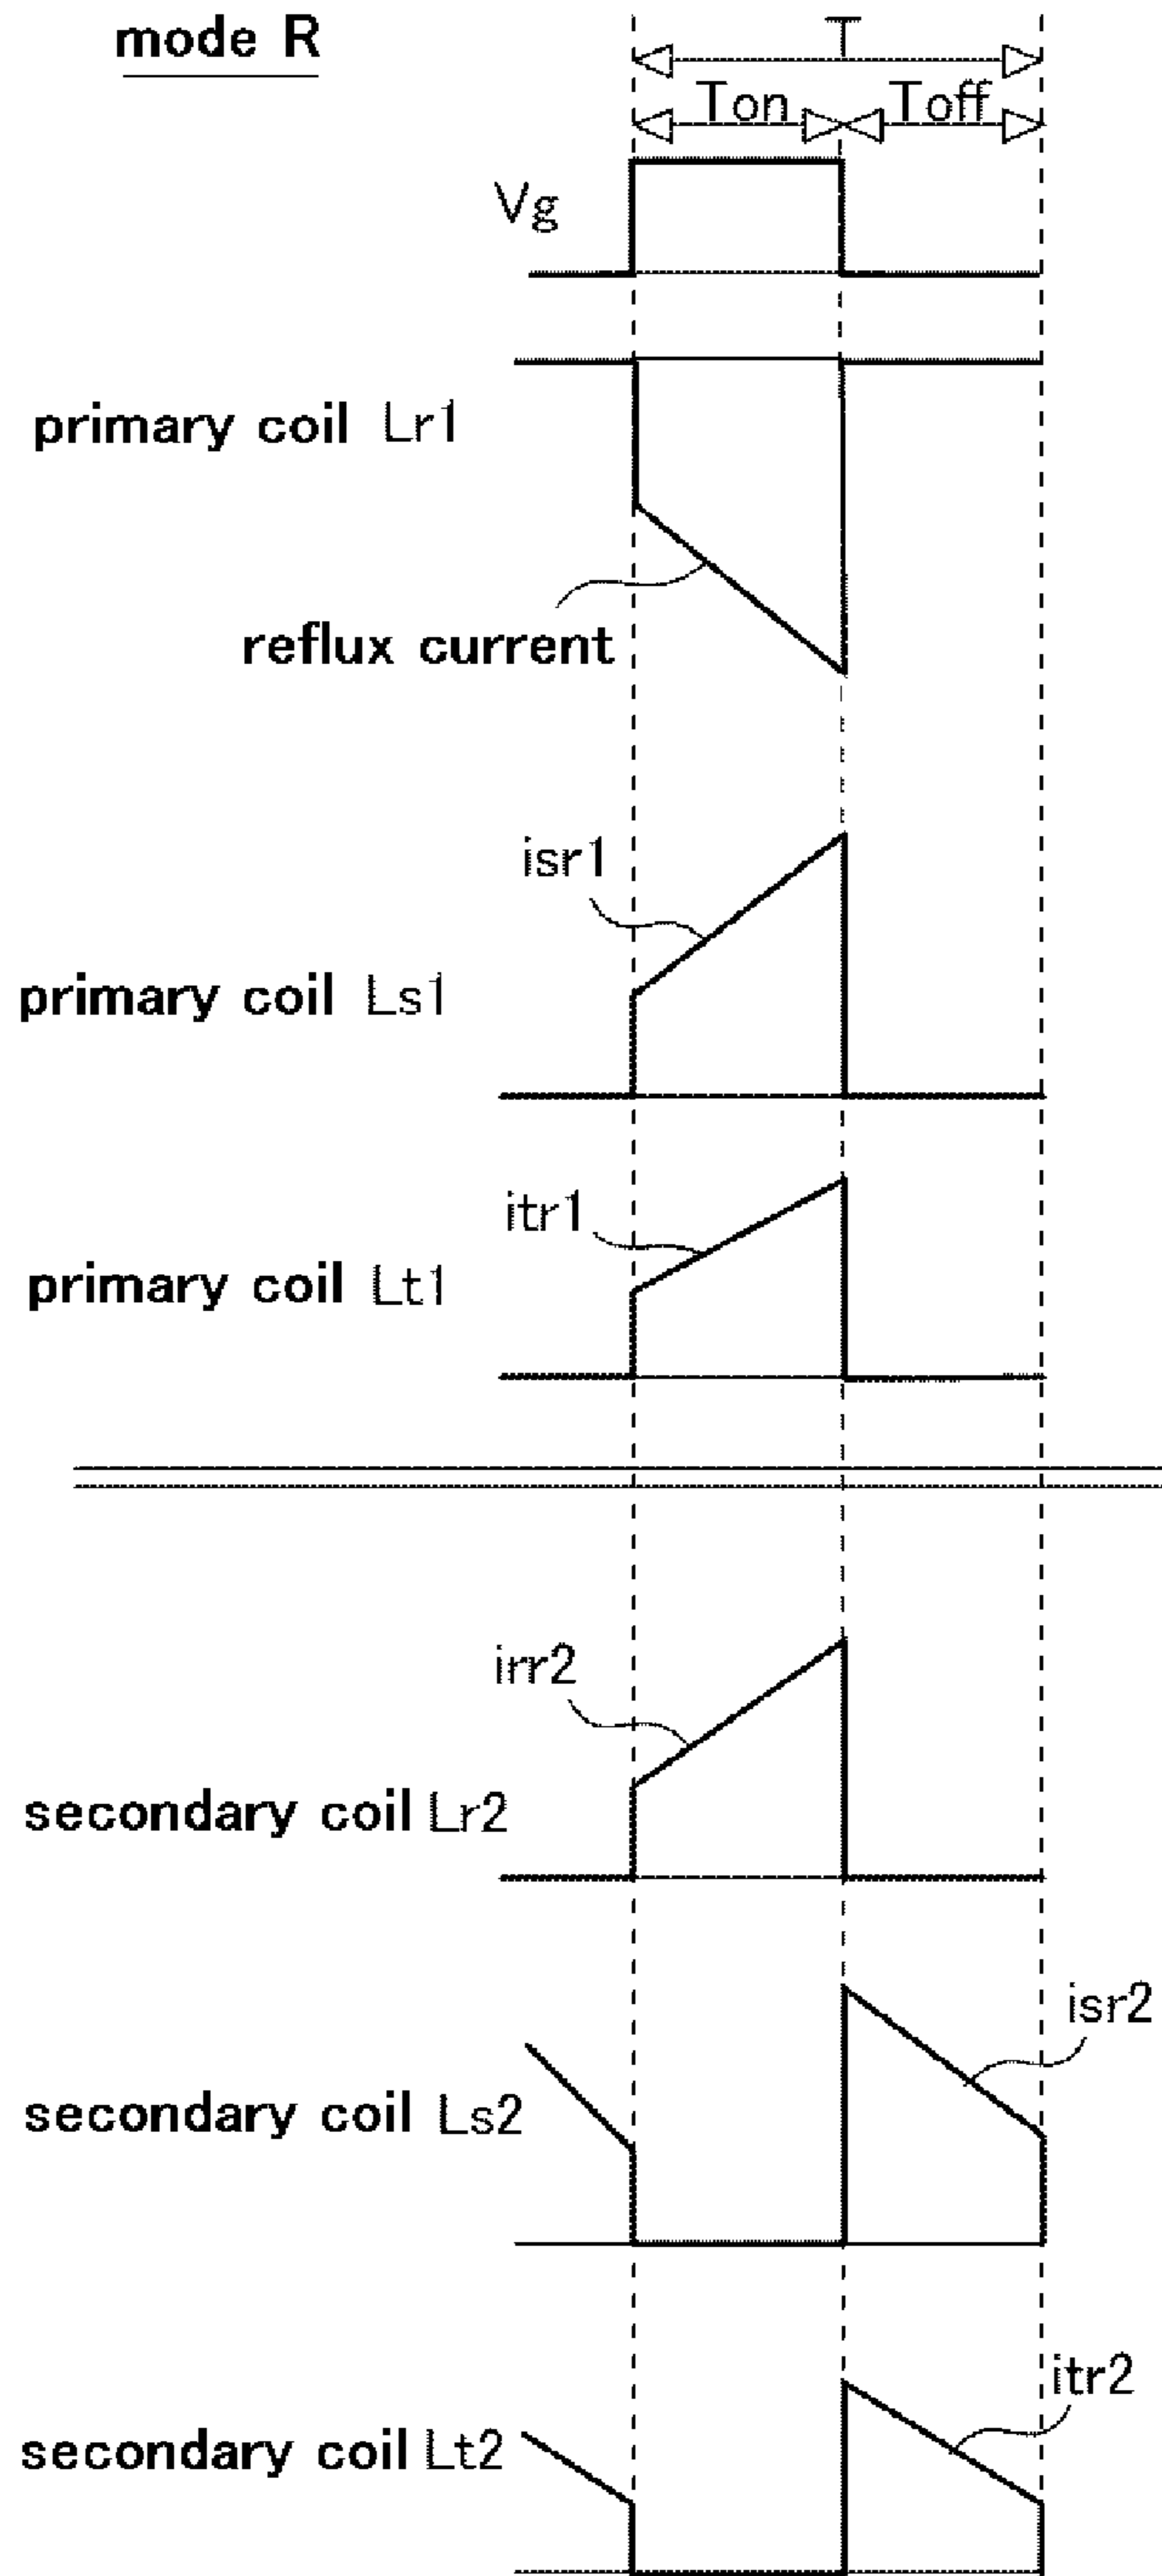 mode R
T
Ton Toff
Vg
primary coil Lr1
reflux current
isr1
primary coil Ls1
itr1
primary coil Lt1
irr2
secondary coil Lr2
isr2
secondary coil Ls2
itr2
secondary coil Lt2